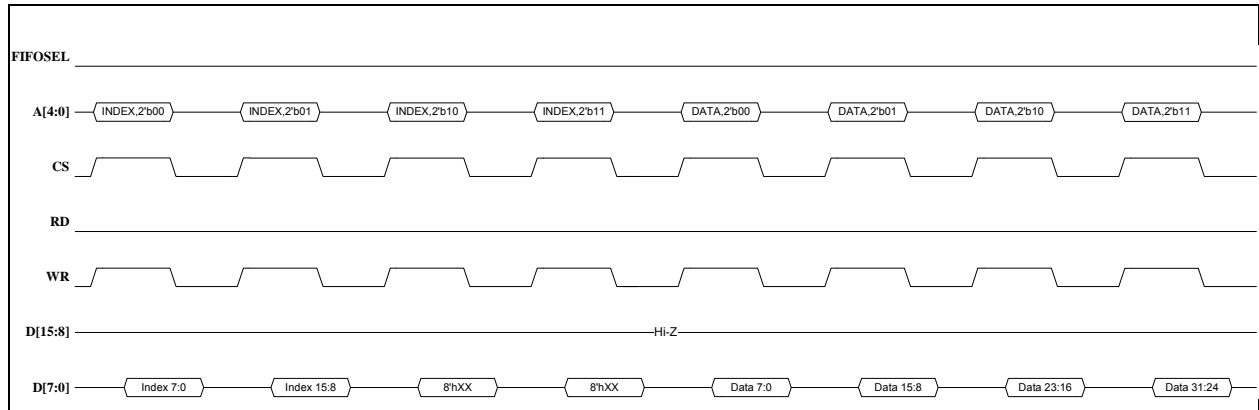 FIFOSEL
A[4:0] INDEX,2'b00 INDEX,2'b01 INDEX,2'b10 INDEX,2'b11 DATA,2'b00 DATA,2'b01 DATA,2'b10 DATA,2'b11
CS
RD
WR
D[15:8] Hi-Z
D[7:0] Index 7:0 Index 15:8 8'hXX 8'hXX Data 7:0 Data 15:8 Data 23:16 Data 31:24